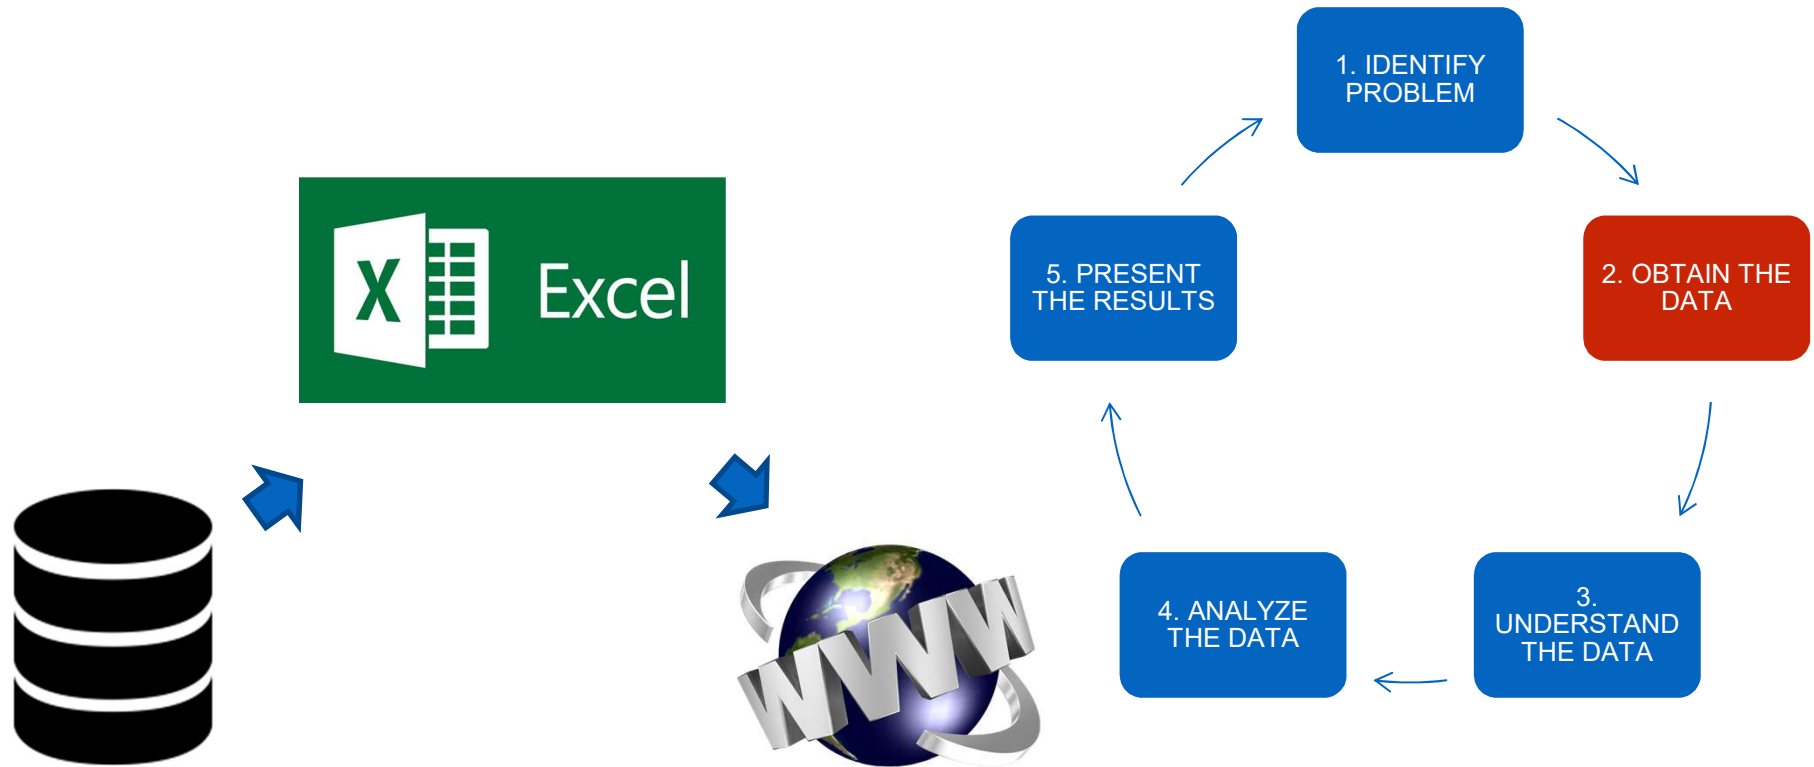 X
Excel
WWW
1. IDENTIFY
PROBLEM
2. OBTAIN THE
DATA
3.
UNDERSTAND
THE DATA
4. ANALYZE
THE DATA
5. PRESENT
THE RESULTS